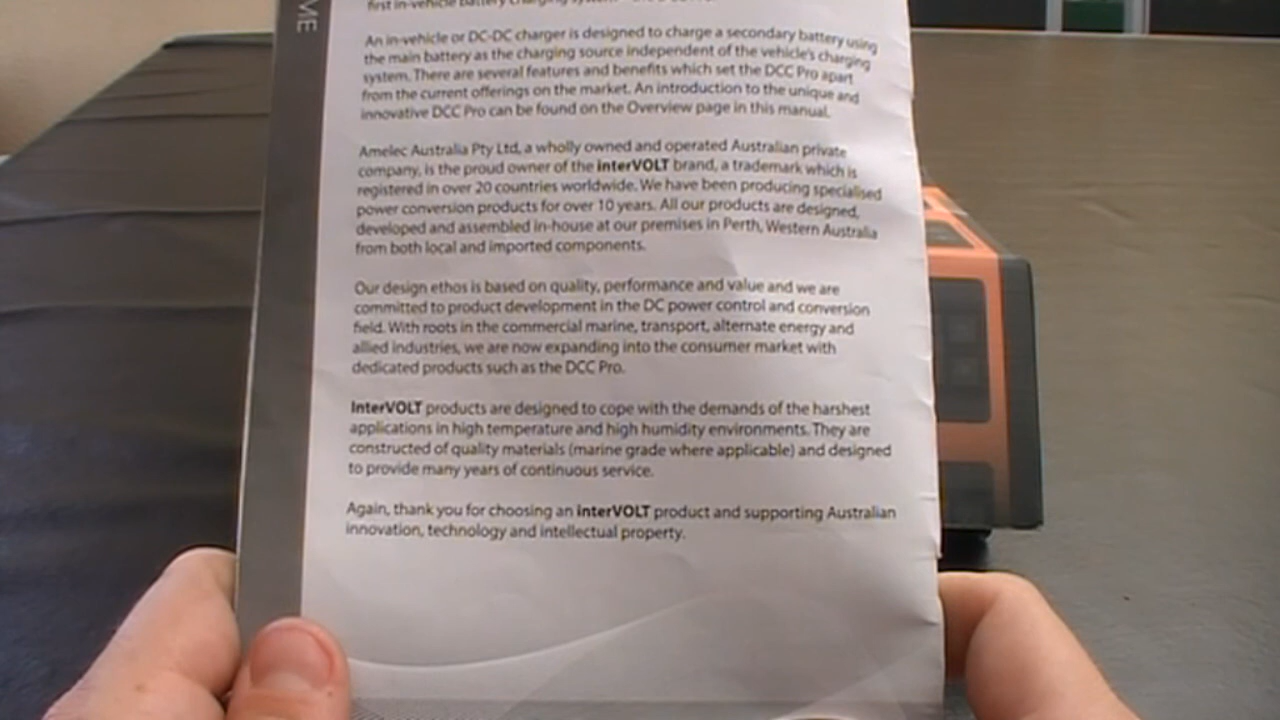 ME
first in-vehicle battery charging system
An in-vehicle or DC-DC charger is designed to charge a secondary battery using
the main battery as the charging source independent of the vehicle's charging
system. There are several features and benefits which set the DCC Pro apart
from the current offerings on the market. An introduction to the unique and
innovative DCC Pro can be found on the Overview page in this manual.
Amelec Australia Pty Ltd, a wholly owned and operated Australian private
company, is the proud owner of the interVOLT brand, a trademark which is
registered in over 20 countries worldwide. We have been producing specialised
power conversion products for over 10 years. All our products are designed,
developed and assembled in-house at our premises in Perth, Western Australia
from both local and imported components.
Our design ethos is based on quality, performance and value and we are
committed to product development in the DC power control and conversion
field. With roots in the commercial marine, transport, alternate energy and
allied industries, we are now expanding into the consumer market with
dedicated products such as the DCC Pro.
InterVOLT products are designed to cope with the demands of the harshest
applications in high temperature and high humidity environments. They are
constructed of quality materials (marine grade where applicable) and designed
to provide many years of continuous service.
Again, thank you for choosing an interVOLT product and supporting Australian
innovation, technology and intellectual property.